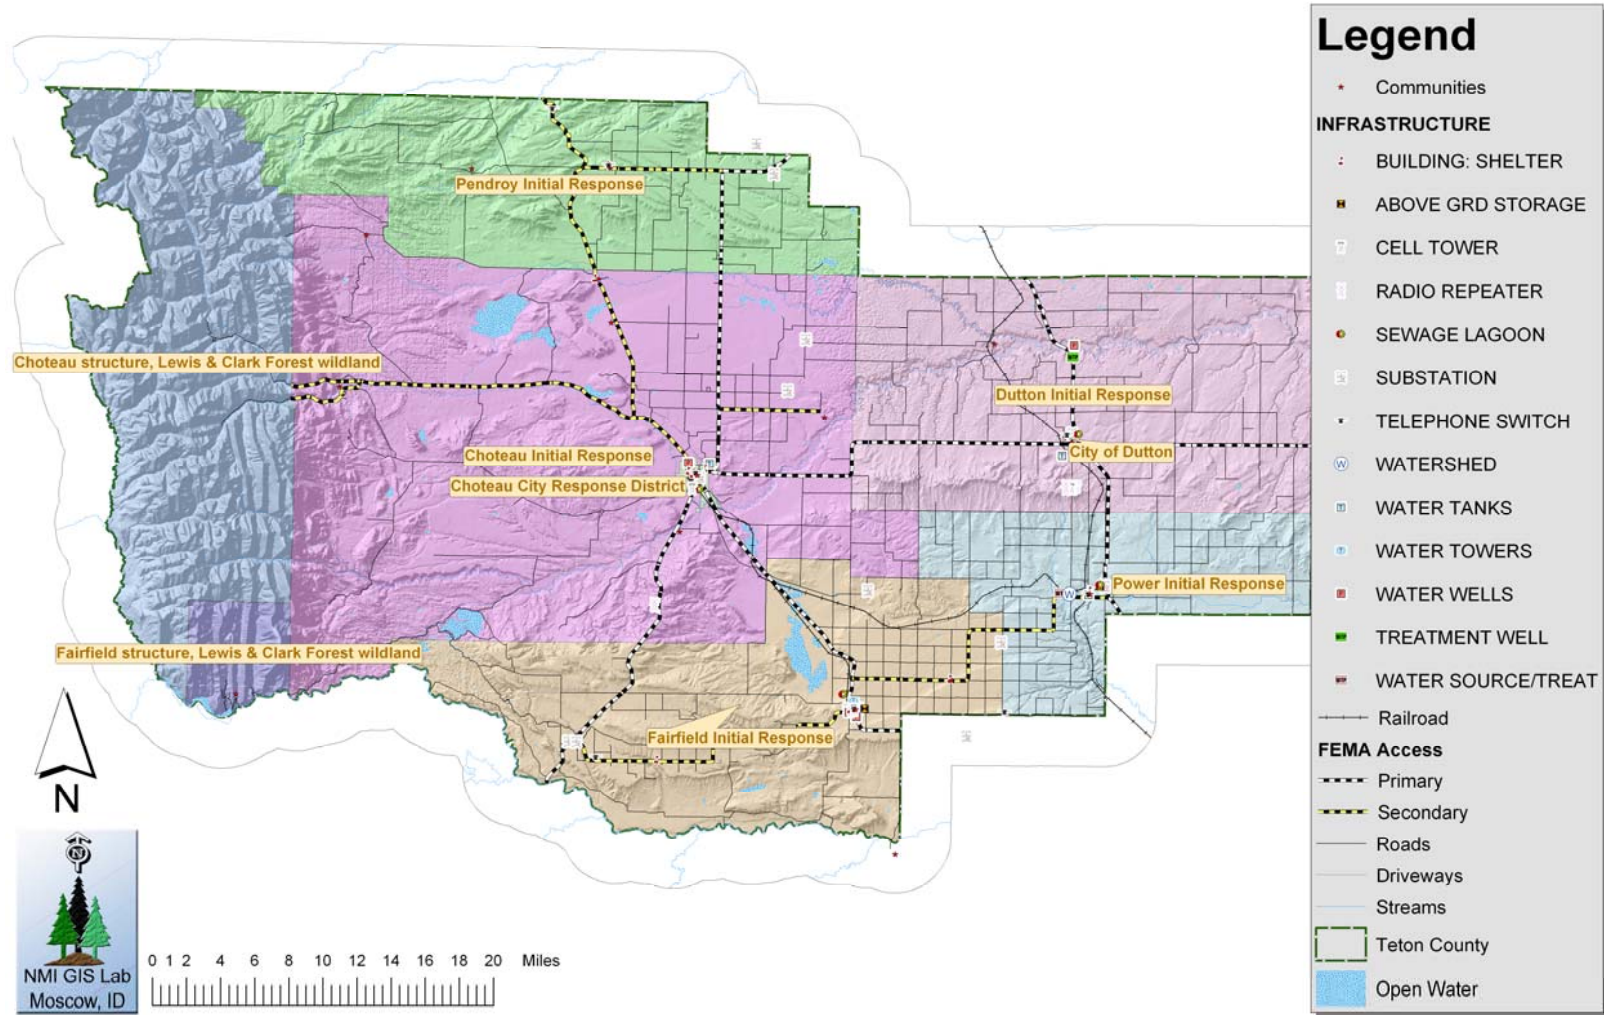 Pendroy Initial Response
Choteau structure, Lewis & Clark Forest wildland
Dutton Initial Response
Choteau Initial Response
City of Dutton
Choteau City Response District
Power Initial Response
Fairfield structure, Lewis & Clark Forest wildland
Fairfield Initial Response
N
NMI GIS Lab
Moscow, ID
0 1 2 4 6 8 10 12 14 16 18 20 Miles
Legend
Communities
INFRASTRUCTURE
BUILDING: SHELTER
ABOVE GRD STORAGE
CELL TOWER
RADIO REPEATER
SEWAGE LAGOON
SUBSTATION
TELEPHONE SWITCH
W WATERSHED
WATER TANKS
WATER TOWERS
WATER WELLS
TREATMENT WELL
WATER SOURCE/TREAT
Railroad
FEMA Access
Primary
Secondary
Roads
Driveways
Streams
Teton County
Open Water